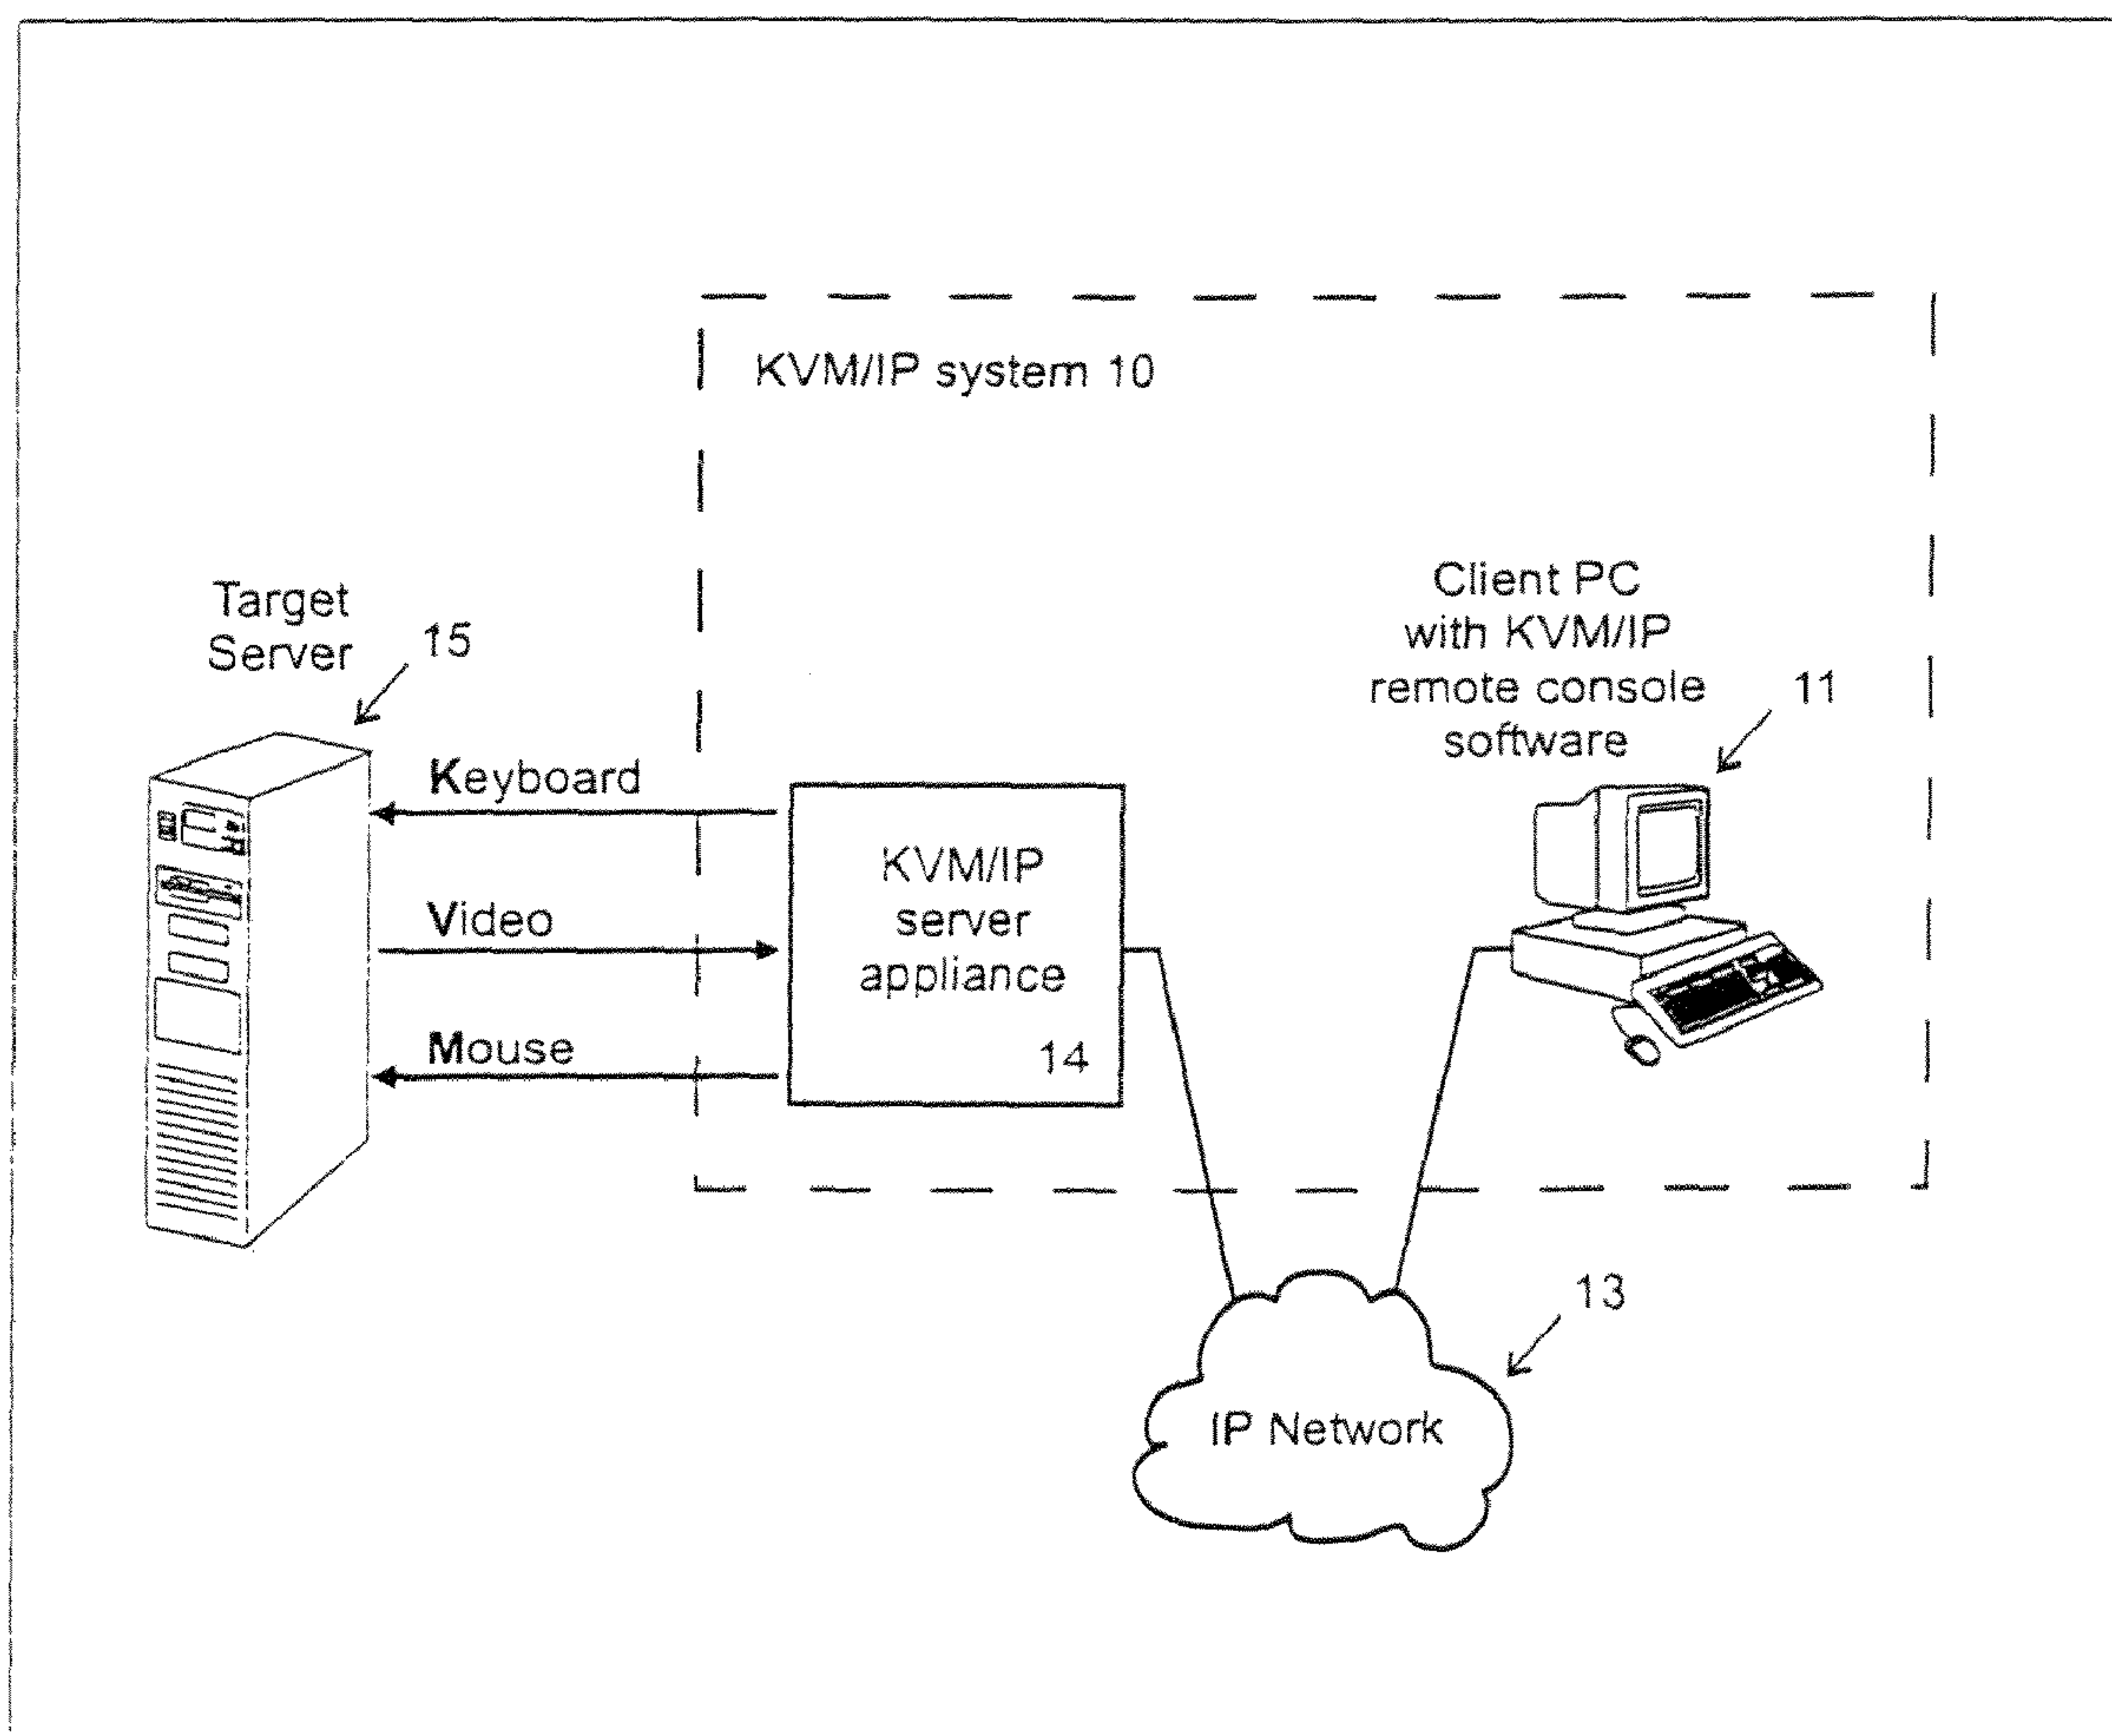 KVM/IP system 10
Target
Server
15
Client PC
with KVM/IP
remote console
software
11
Keyboard
Video
Mouse
KVM/IP
server
appliance
14
13
IP Network